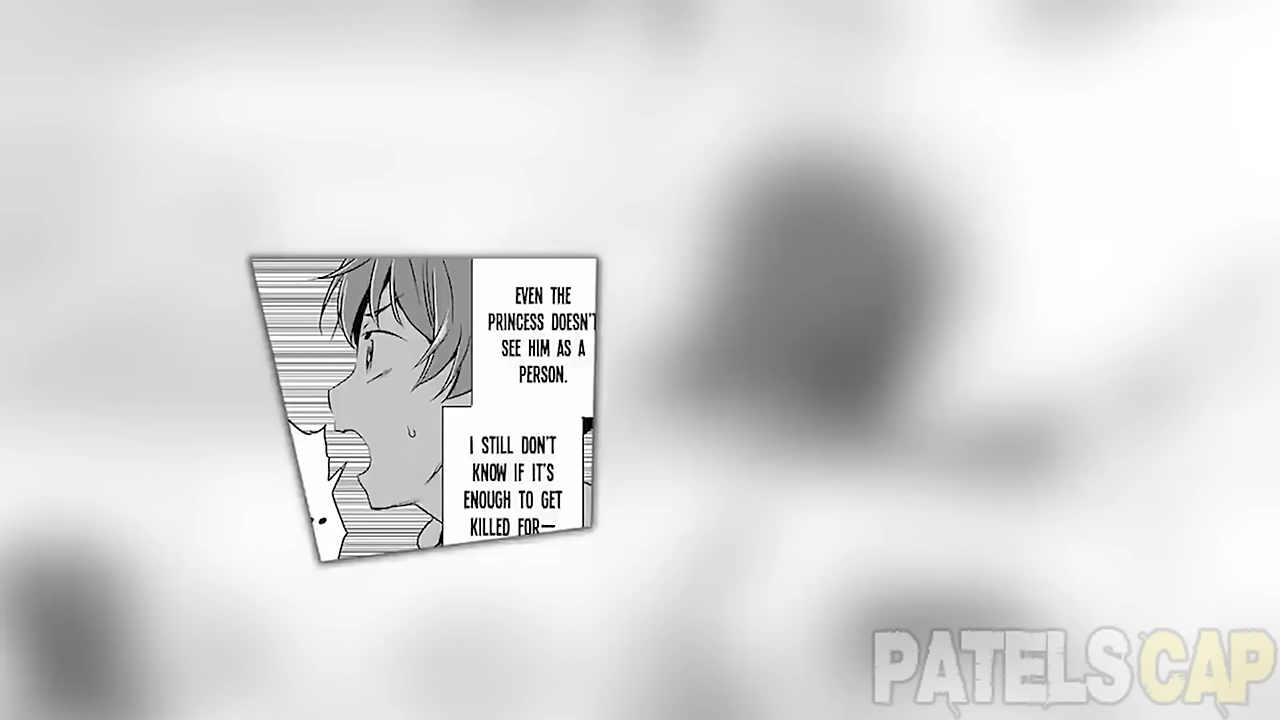 EVEN THE
PRINCESS DOESN'T
SEE HIM AS A
PERSON.
I STILL DON'T
KNOW IF IT'S
ENOUGH TO GET
KILLED FOR—
PATELSCAP